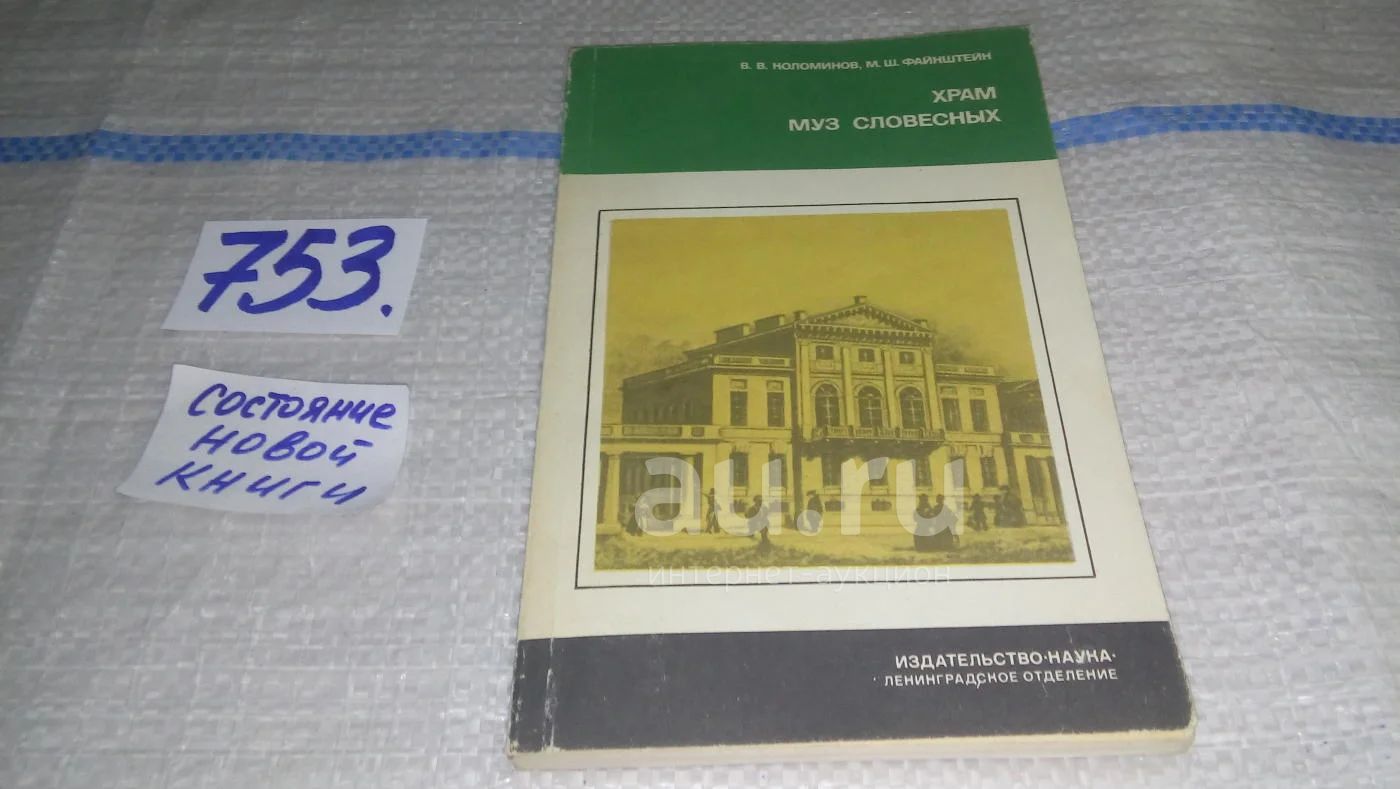 В. В. КОЛОМИНОВ, М. Ш. ФАЙНШТЕЙН
ХРАМ
МУЗ СЛОВЕСНЫХ
753.
СОСТОЯНИЕ
НОВОЙ
КНИГИ
au.ru
интернет-аукцион
ИЗДАТЕЛЬСТВО·НАУКА·
ЛЕНИНГРАДСКОЕ ОТДЕЛЕНИЕ